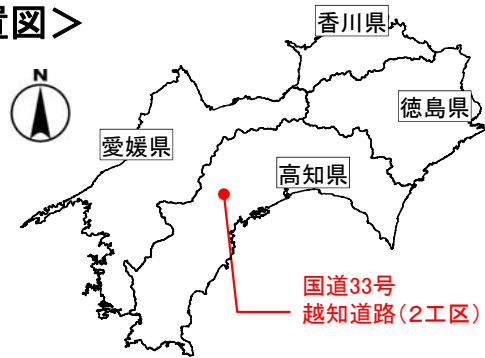 置図＞
香川県
N
徳島県
愛媛県
高知県
国道33号
越知道路（２工区）